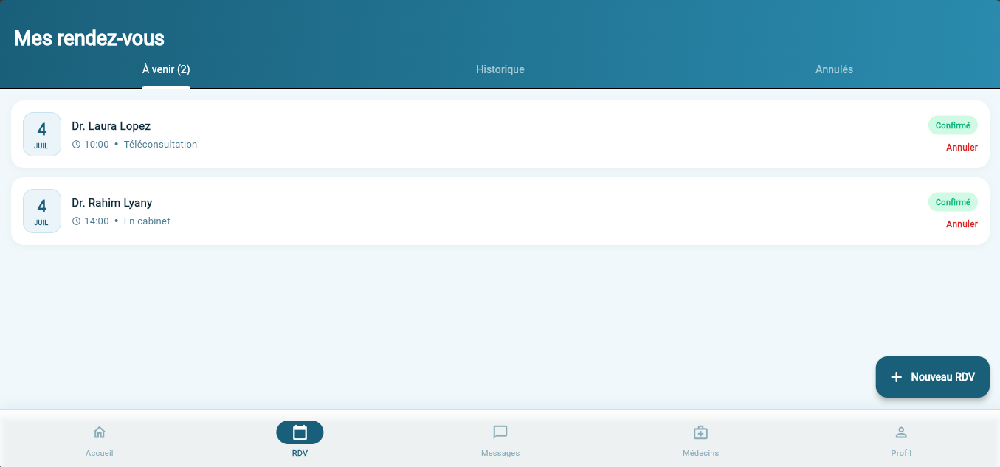 Mes rendez-vous
À venir (2)
Historique
Annulés
4
JUIL.
Dr. Laura Lopez
10:00 • Téléconsultation
Confirmé
Annuler
4
JUIL.
Dr. Rahim Lyany
14:00 • En cabinet
Confirmé
Annuler
+ Nouveau RDV
Accueil
RDV
Messages
Médecins
Profil